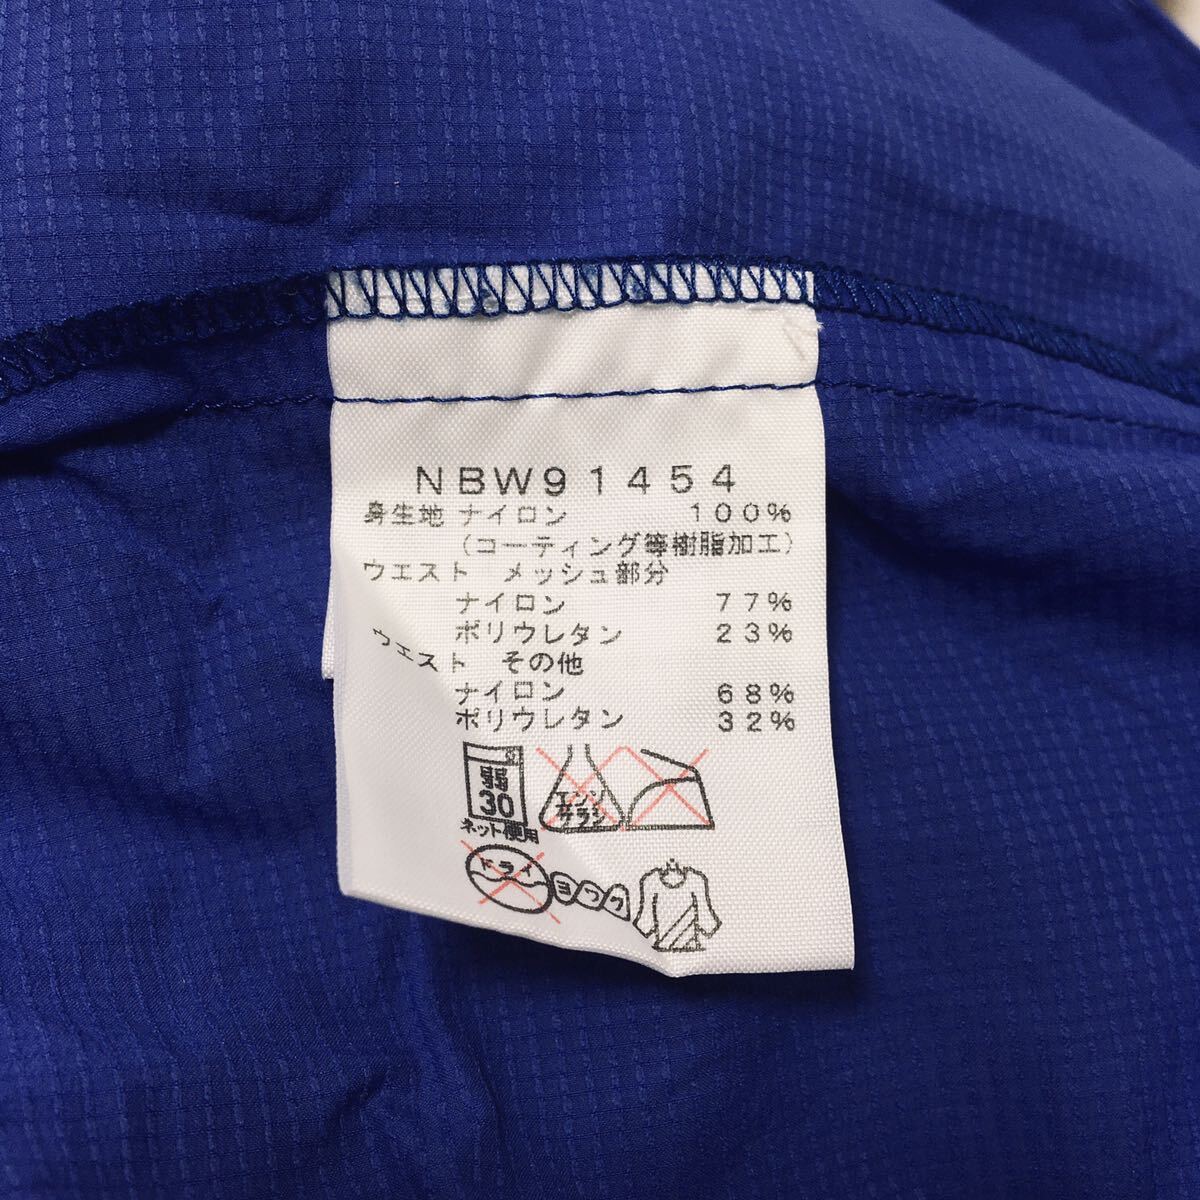 NBW91454
身生地 ナイロン 100%
(コーティング等樹脂加工)
ウエスト メッシュ部分
ナイロン 77%
ポリウレタン 23%
ウエスト その他
ナイロン 68%
ポリウレタン 32%
弱
30
ネット使用
エンソ
サラシ
ドライ
ヨワク